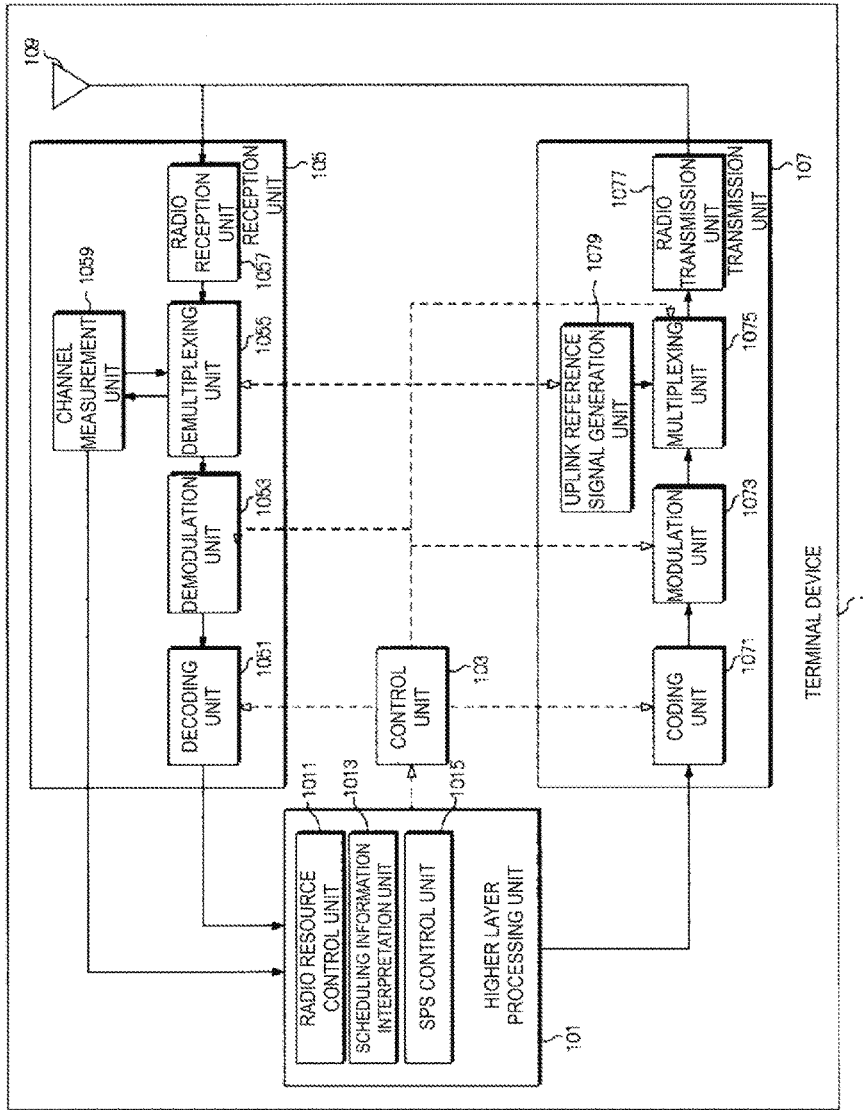 109
RADIO
RECEPTION
UNIT
1057
RECEPTION
UNIT
105
CHANNEL
MEASUREMENT
UNIT
1059
DEMULTIPLEXING
UNIT
1055
DEMODULATION
UNIT
1053
DECODING
UNIT
1051
CONTROL
UNIT
103
RADIO RESOURCE
CONTROL UNIT
1011
SCHEDULING INFORMATION
INTERPRETATION UNIT
1013
SPS CONTROL UNIT
1015
HIGHER LAYER
PROCESSING UNIT
101
UPLINK REFERENCE
SIGNAL GENERATION
UNIT
1079
CODING
UNIT
1071
MODULATION
UNIT
1073
MULTIPLEXING
UNIT
1075
RADIO
TRANSMISSION
UNIT
1077
TRANSMISSION
UNIT
107
TERMINAL DEVICE